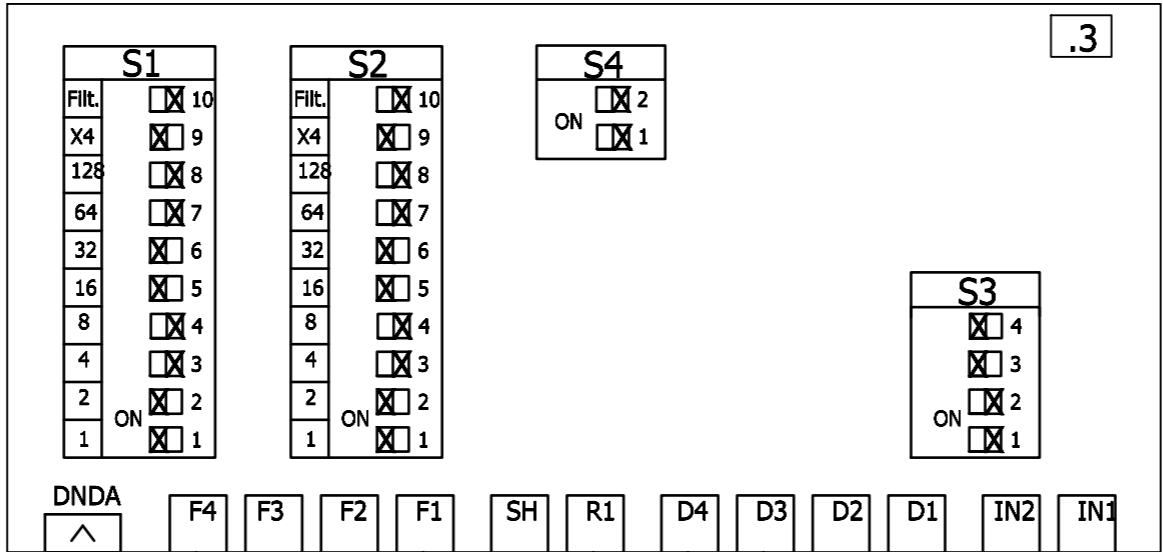 .3
S1 S2 S4
Filt. X 10 Filt. X 10 X 2
X4 X 9 X4 X 9 ON X 1
128 X 8 128 X 8
64 X 7 64 X 7
32 X 6 32 X 6
16 X 5 16 X 5 S3
8 X 4 8 X 4 X 4
4 X 3 4 X 3 X 3
2 X 2 2 X 2 X 2
ON ON ON
1 X 1 1 X 1 X 1
DNDA F4 F3 F2 F1 SH R1 D4 D3 D2 D1 IN2 IN1